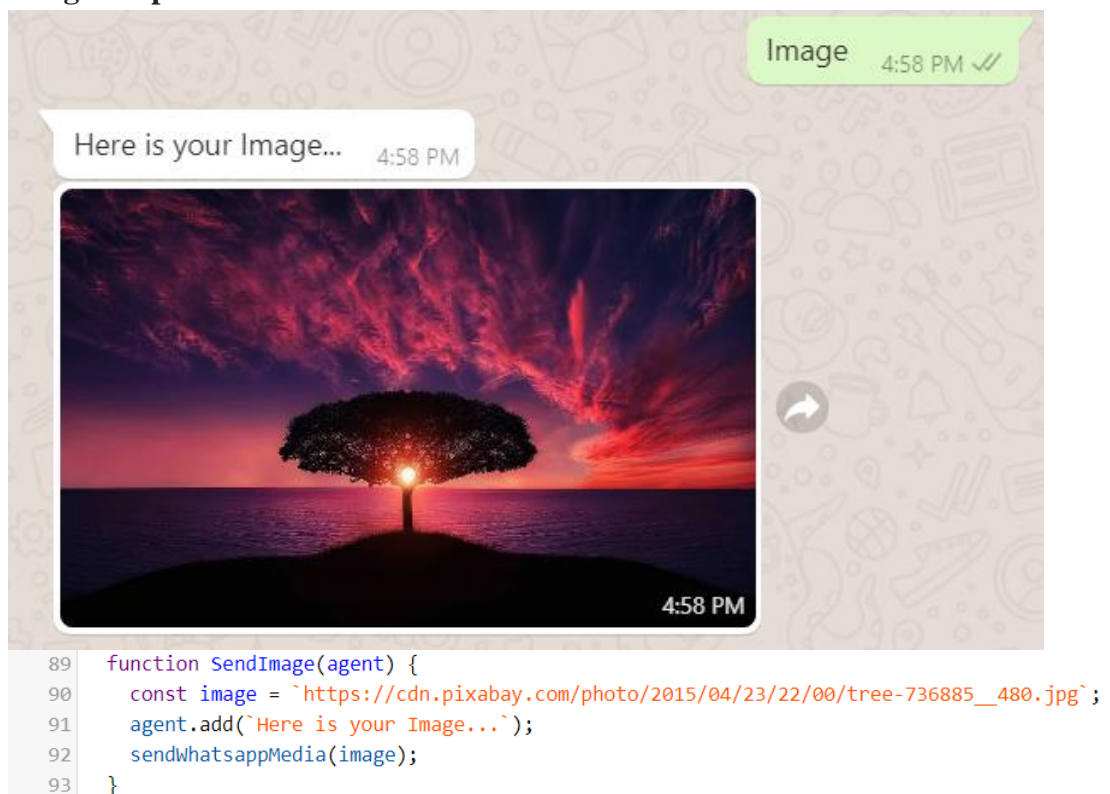 Image 4:58 PM
Here is your Image... 4:58 PM
4:58 PM
89 function SendImage(agent) {
90 const image = `https://cdn.pixabay.com/photo/2015/04/23/22/00/tree-736885__480.jpg`;
91 agent.add(`Here is your Image...`);
92 sendWhatsappMedia(image);
93 }